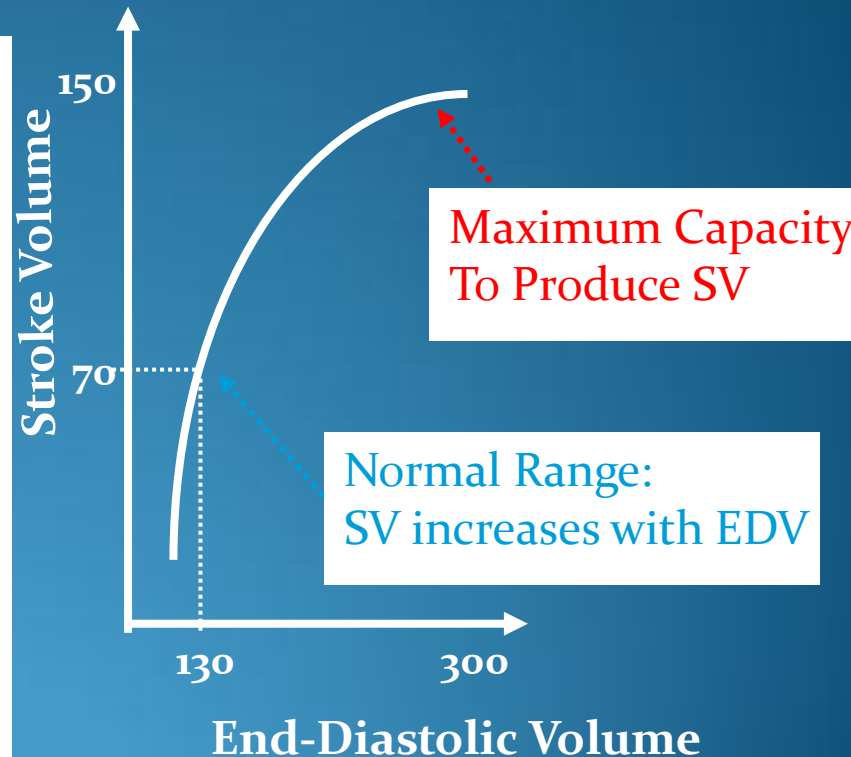 150
Stroke Volume
Maximum Capacity
To Produce SV
70
Normal Range:
SV increases with EDV
130
300
End-Diastolic Volume